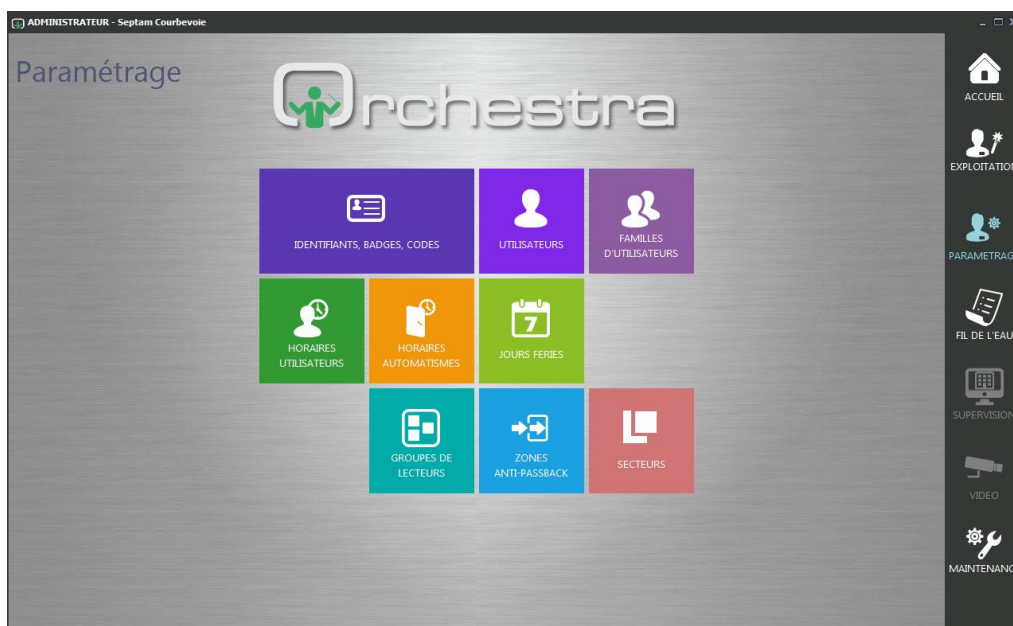 ADMINISTRATEUR - Septam Courbevoie
Paramétrage
Orchestra
IDENTIFIANTS, BADGES, CODES
UTILISATEURS
FAMILLES
D'UTILISATEURS
HORAIRES
UTILISATEURS
HORAIRES
AUTOMATISMES
7
JOURS FERIES
GROUPES DE
LECTEURS
ZONES
ANTI-PASSBACK
SECTEURS
ACCUEIL
EXPLOITATION
PARAMETRAG
FIL DE L'EAU
SUPERVISION
VIDEO
MAINTENANC